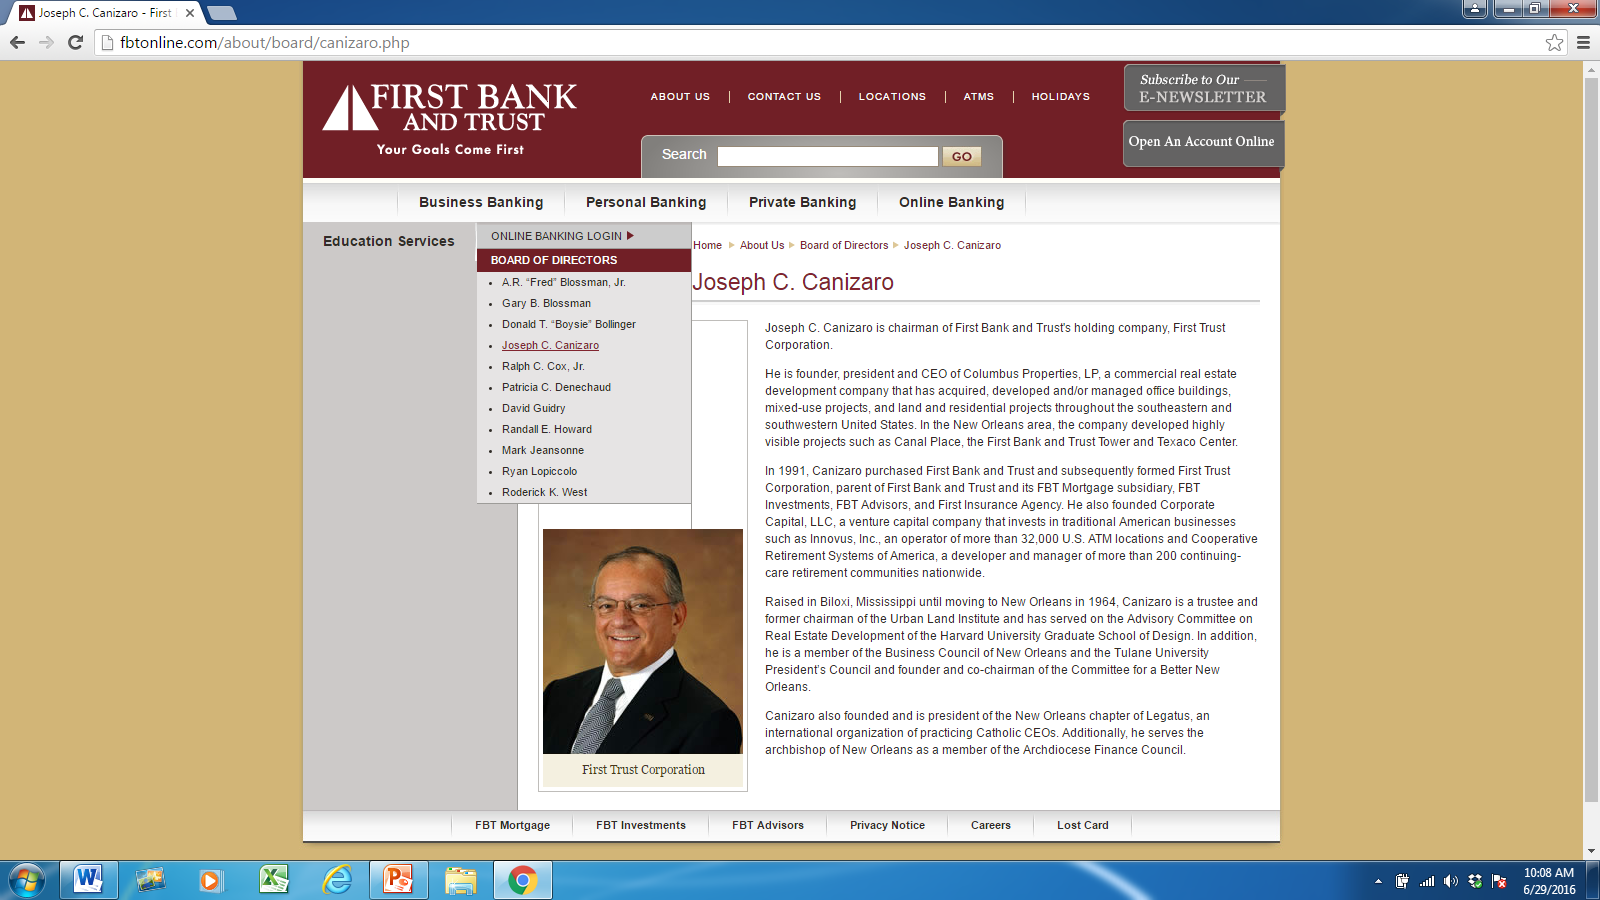 Joseph C. Canizaro - First
fbtonline.com/about/board/canizaro.php
FIRST BANK
AND TRUST
Your Goals Come First
ABOUT US
CONTACT US
LOCATIONS
ATMS
HOLIDAYS
Subscribe to Our
E-NEWSLETTER
Open An Account Online
Search
GO
Business Banking
Personal Banking
Private Banking
Online Banking
Education Services
ONLINE BANKING LOGIN
BOARD OF DIRECTORS
• A.R. “Fred” Blossman, Jr.
• Gary B. Blossman
• Donald T. “Boysie” Bollinger
• Joseph C. Canizaro
• Ralph C. Cox, Jr.
• Patricia C. Denechaud
• David Guidry
• Randall E. Howard
• Mark Jeansonne
• Ryan Lopiccolo
• Roderick K. West
Home
About Us
Board of Directors
Joseph C. Canizaro
Joseph C. Canizaro
First Trust Corporation
Joseph C. Canizaro is chairman of First Bank and Trust's holding company, First Trust
Corporation.
He is founder, president and CEO of Columbus Properties, LP, a commercial real estate
development company that has acquired, developed and/or managed office buildings,
mixed-use projects, and land and residential projects throughout the southeastern and
southwestern United States. In the New Orleans area, the company developed highly
visible projects such as Canal Place, the First Bank and Trust Tower and Texaco Center.
In 1991, Canizaro purchased First Bank and Trust and subsequently formed First Trust
Corporation, parent of First Bank and Trust and its FBT Mortgage subsidiary, FBT
Investments, FBT Advisors, and First Insurance Agency. He also founded Corporate
Capital, LLC, a venture capital company that invests in traditional American businesses
such as Innovus, Inc., an operator of more than 32,000 U.S. ATM locations and Cooperative
Retirement Systems of America, a developer and manager of more than 200 continuing-
care retirement communities nationwide.
Raised in Biloxi, Mississippi until moving to New Orleans in 1964, Canizaro is a trustee and
former chairman of the Urban Land Institute and has served on the Advisory Committee on
Real Estate Development of the Harvard University Graduate School of Design. In addition,
he is a member of the Business Council of New Orleans and the Tulane University
President's Council and founder and co-chairman of the Committee for a Better New
Orleans.
Canizaro also founded and is president of the New Orleans chapter of Legatus, an
international organization of practicing Catholic CEOs. Additionally, he serves the
archbishop of New Orleans as a member of the Archdiocese Finance Council.
FBT Mortgage
FBT Investments
FBT Advisors
Privacy Notice
Careers
Lost Card
10:08 AM
6/29/2016